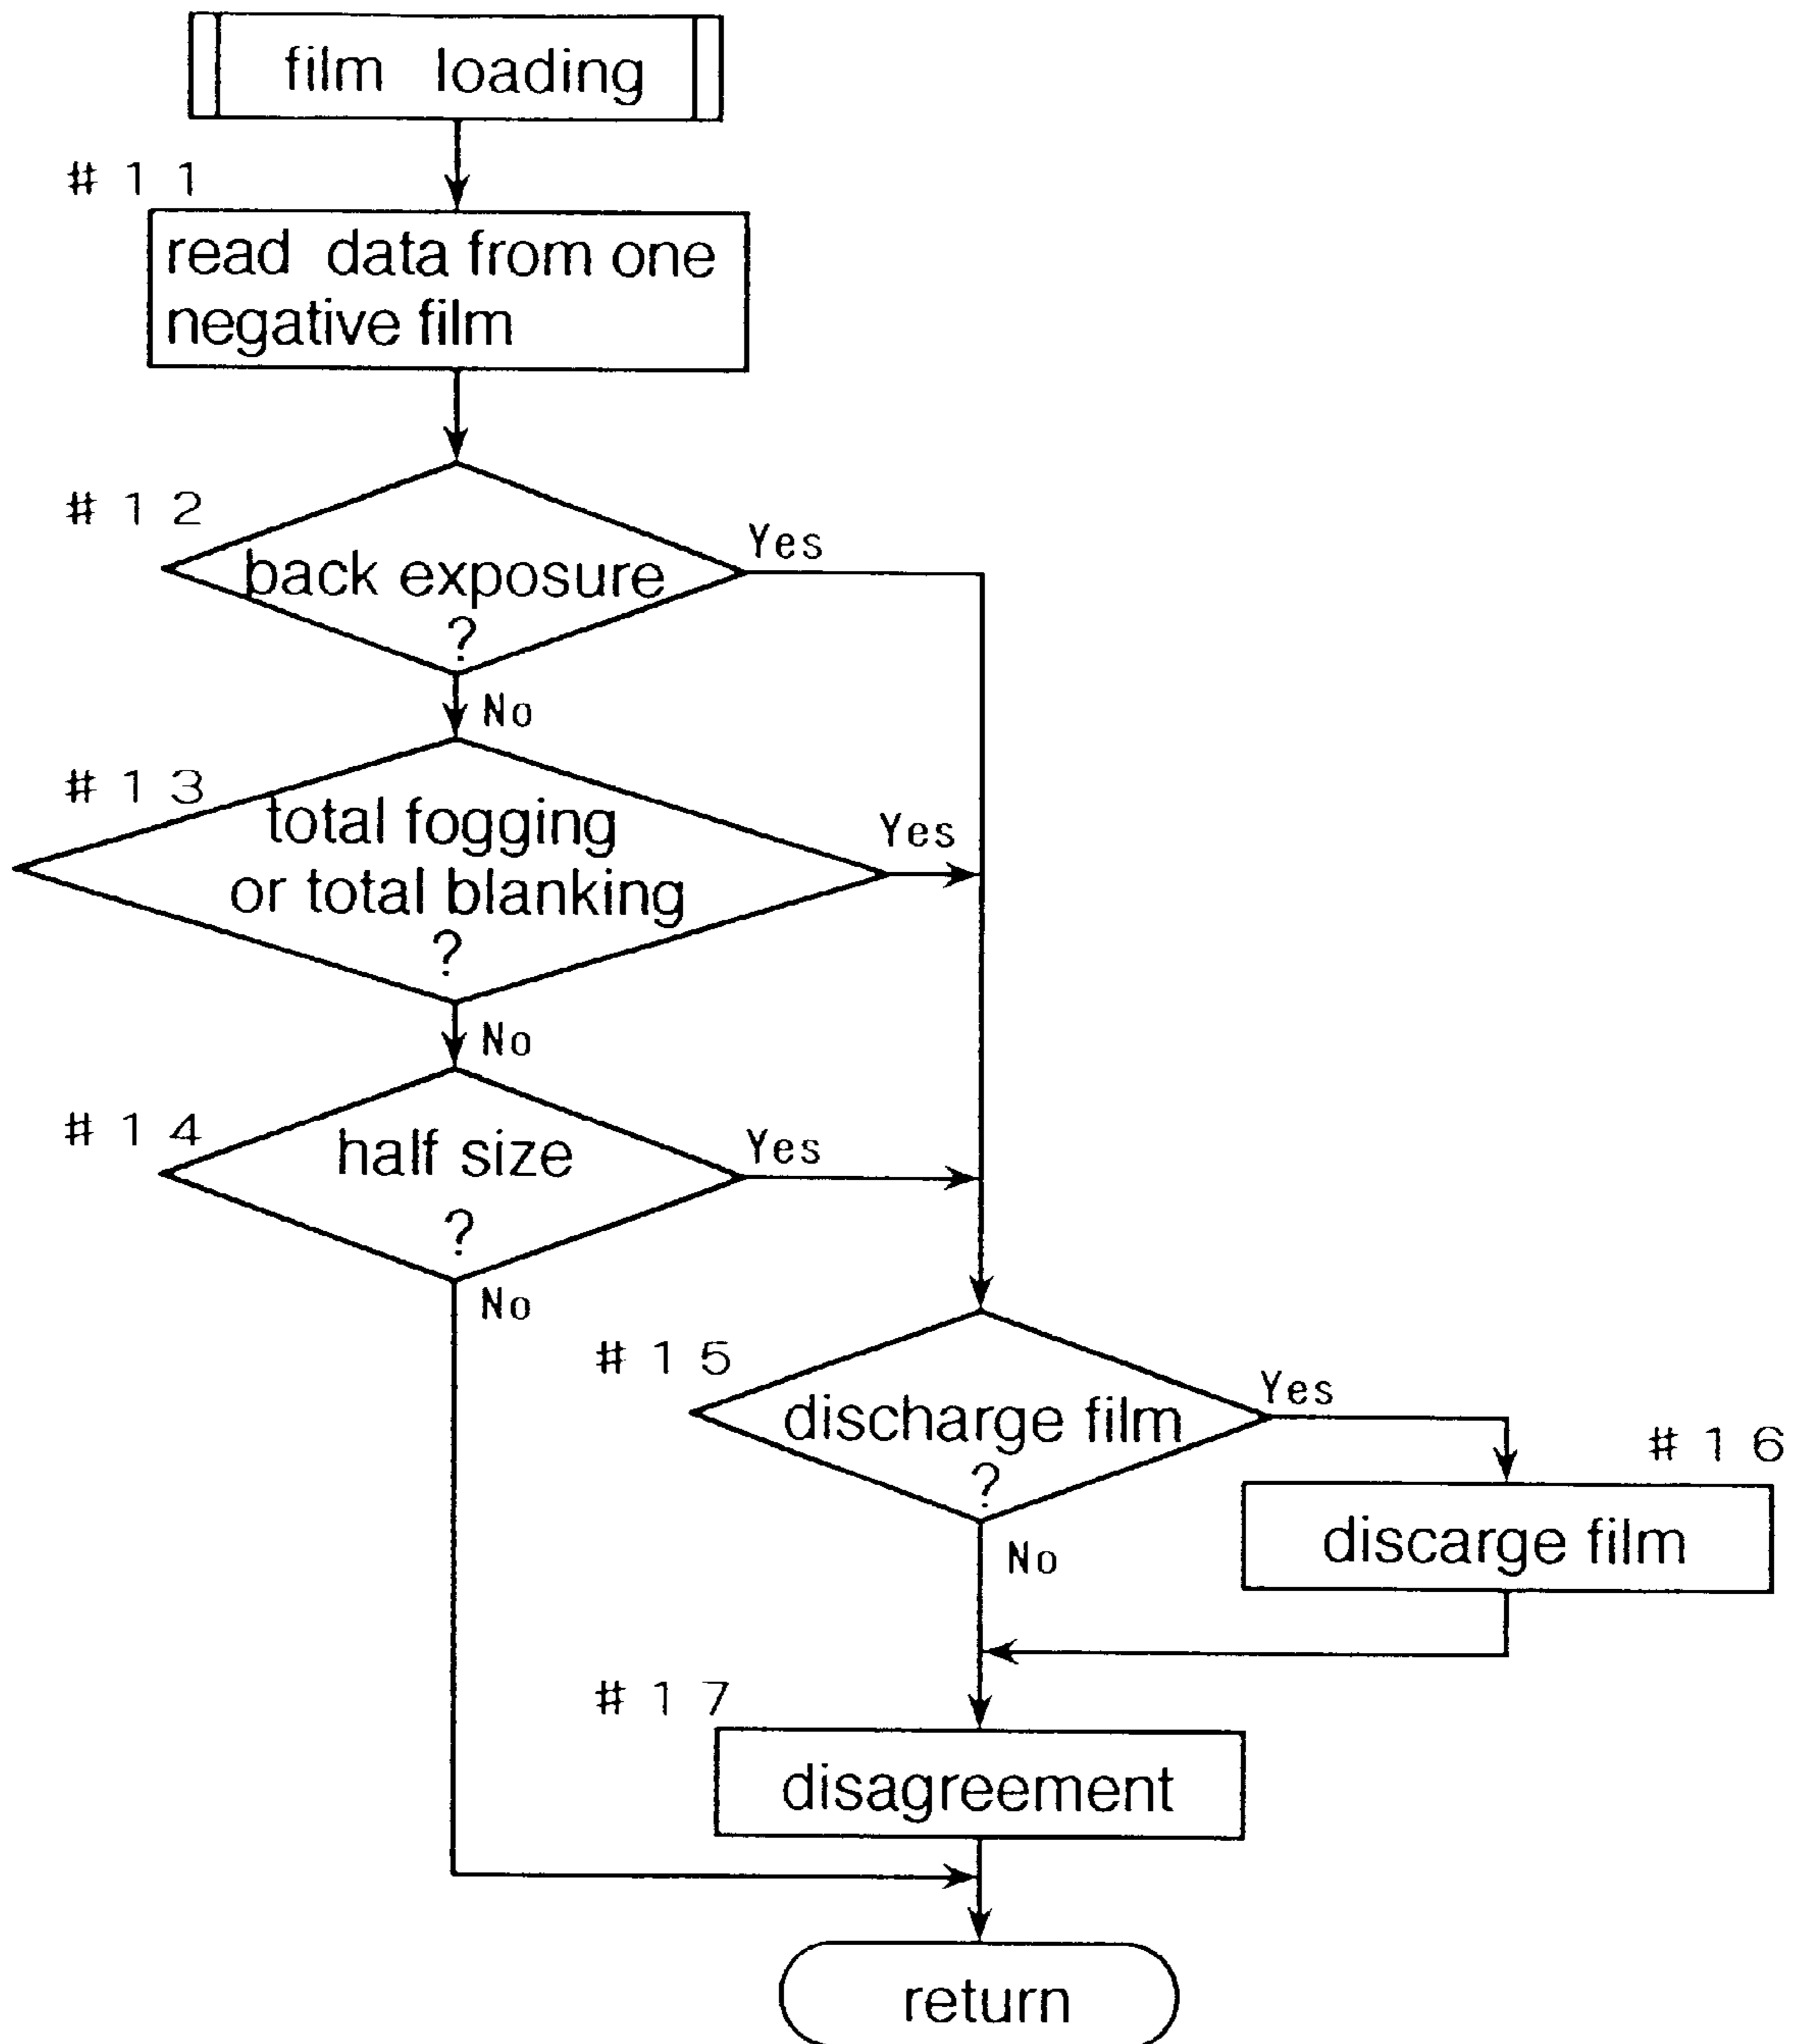 film loading
#11
read data from one
negative film
#12
back exposure
?
Yes
No
#13
total fogging
or total blanking
?
Yes
No
#14
half size
?
Yes
No
#15
discharge film
?
Yes
No
#16
discarge film
#17
disagreement
return